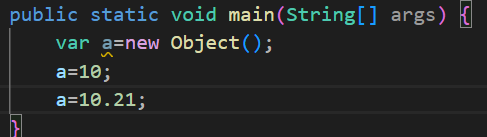 public static void main(String[] args) {
    var a=new Object();
    a=10;
    a=10.21;
}